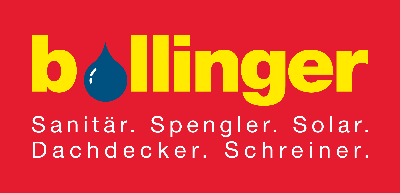 bollinger
Sanitär. Spengler. Solar.
Dachdecker. Schreiner.